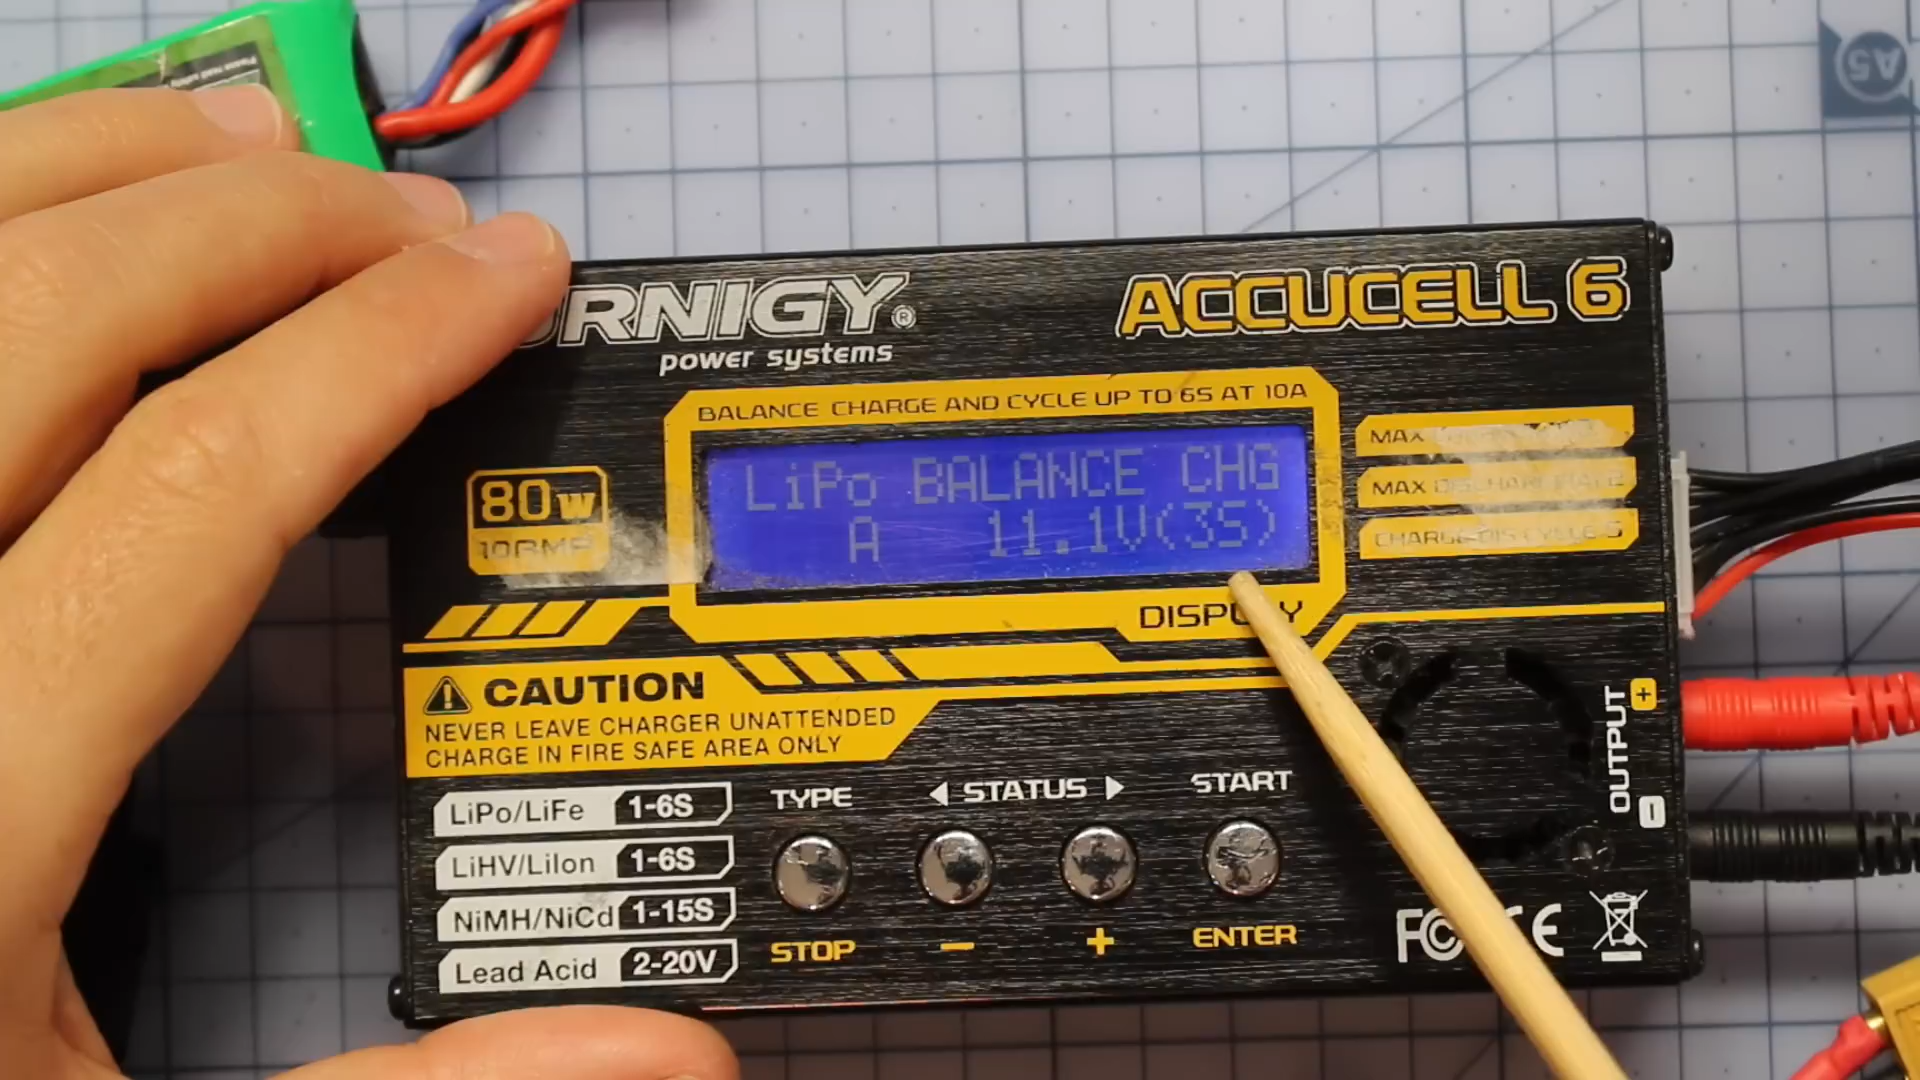 A5
URNIGY®
power systems
ACCUCELL 6
BALANCE CHARGE AND CYCLE UP TO 6S AT 10A
LiPo BALANCE CHG
A 11.1V(3S)
80W
MAX
MAX
DISPLAY
CAUTION
NEVER LEAVE CHARGER UNATTENDED
CHARGE IN FIRE SAFE AREA ONLY
OUTPUT
+
-
LiPo/LiFe 1-6S
LiHV/LiIon 1-6S
NiMH/NiCd 1-15S
Lead Acid 2-20V
TYPE
◀ STATUS ▶
START
STOP
-
+
ENTER
FC CE